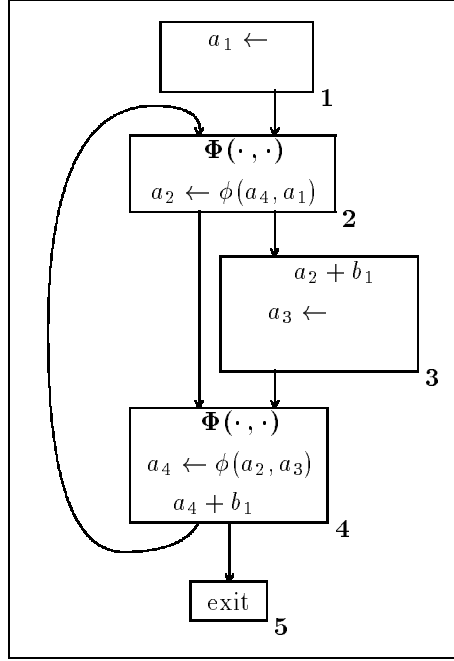 a₁ ←
1
Φ(·,·)
a₂ ← ϕ(a₄, a₁)
2
a₂ + b₁
a₃ ←
3
Φ(·,·)
a₄ ← ϕ(a₂, a₃)
a₄ + b₁
4
exit
5